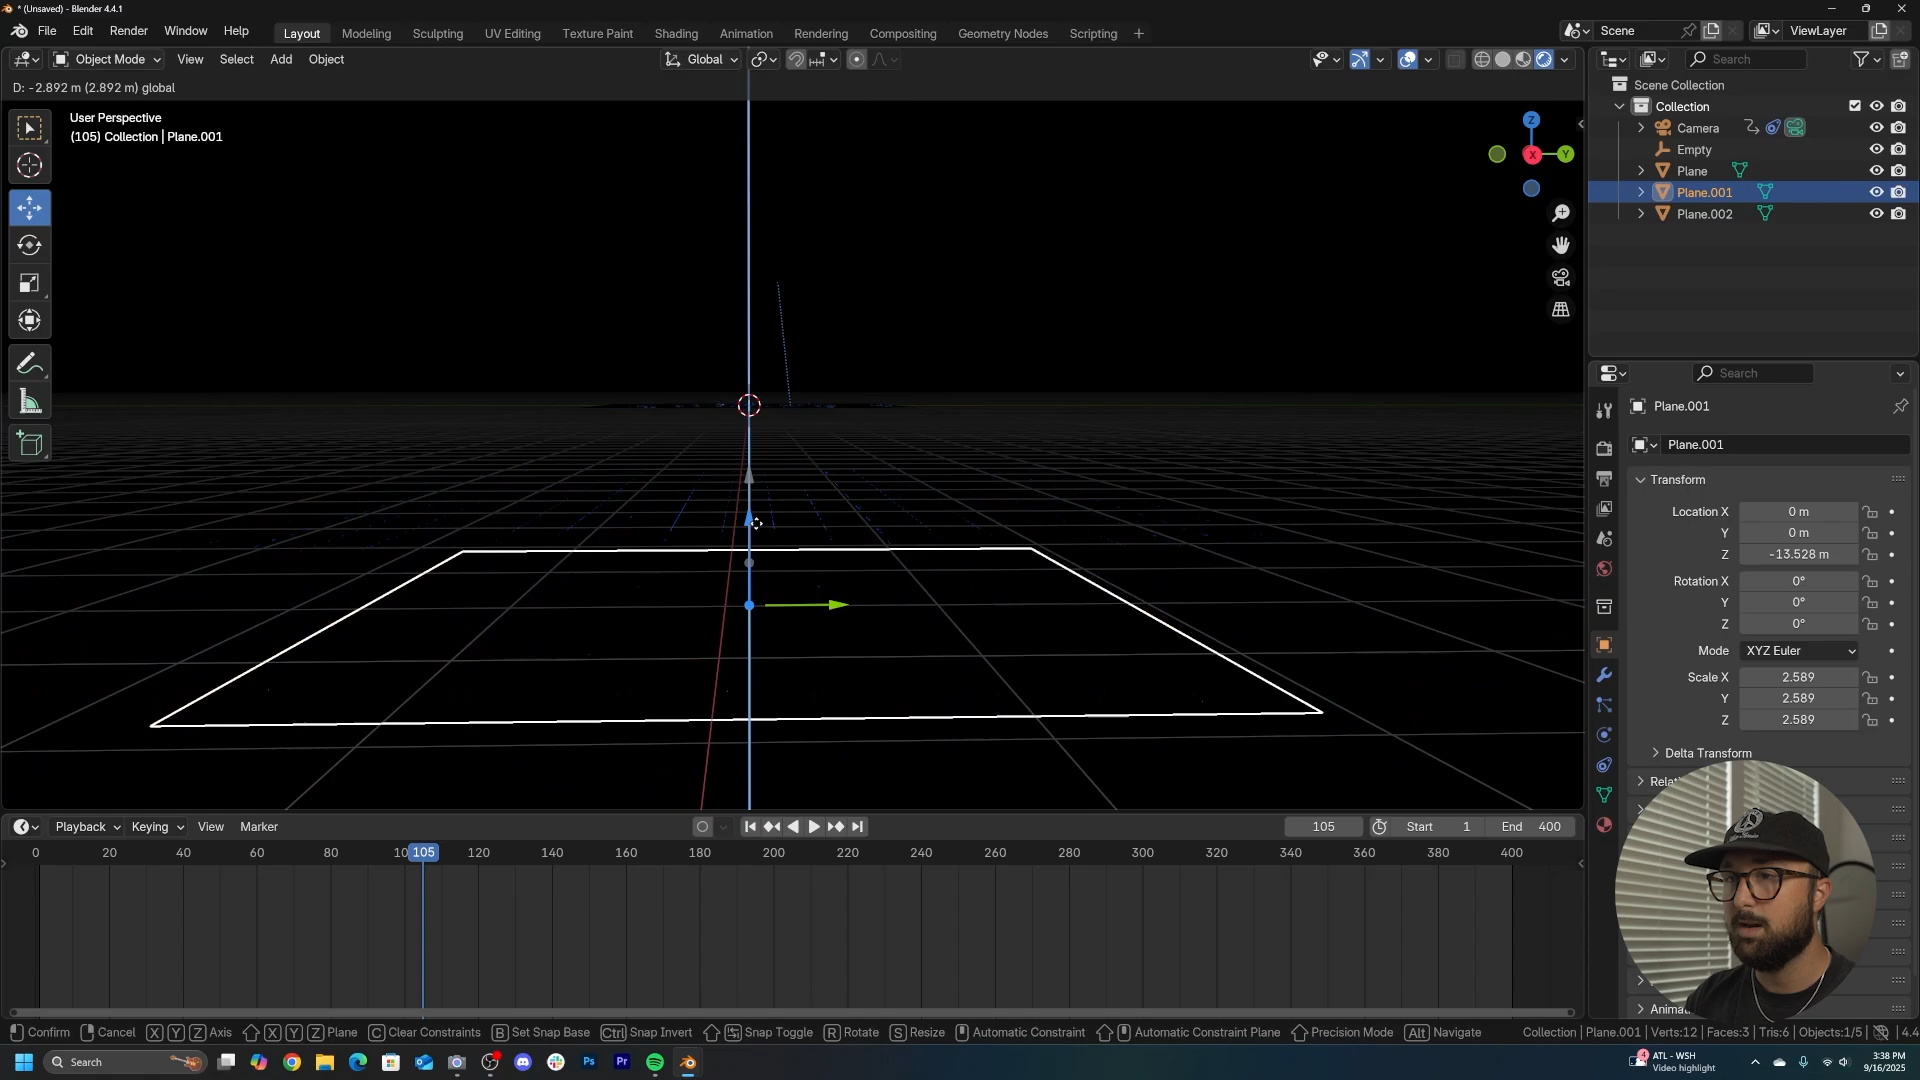 * (Unsaved) - Blender 4.4.1
File Edit Render Window Help
Layout Modeling Sculpting UV Editing Texture Paint Shading Animation Rendering Compositing Geometry Nodes Scripting +
Scene ViewLayer
Object Mode View Select Add Object
Global
Search
D: -2.892 m (2.892 m) global
Scene Collection
Collection
Camera
Empty
Plane
Plane.001
Plane.002
User Perspective
(105) Collection | Plane.001
Z
X
Y
Search
Plane.001
Plane.001
Transform
Location X 0 m
Y 0 m
Z -13.528 m
Rotation X 0°
Y 0°
Z 0°
Mode XYZ Euler
Scale X 2.589
Y 2.589
Z 2.589
Delta Transform
Playback Keying View Marker
105 Start 1 End 400
0 20 40 60 80 10 105 120 140 160 180 200 220 240 260 280 300 320 340 360 380 400
Confirm Cancel X Y Z Axis X Y Z Plane C Clear Constraints B Set Snap Base Ctrl Snap Invert Snap Toggle R Rotate S Resize Automatic Constraint Automatic Constraint Plane Precision Mode Alt Navigate
Collection | Plane.001 | Verts:12 | Faces:3 | Tris:6 | Objects:1/5 | 4.4
Search
Ps Pr
4
ATL - WSH
Video highlight
3:38 PM
9/16/2025